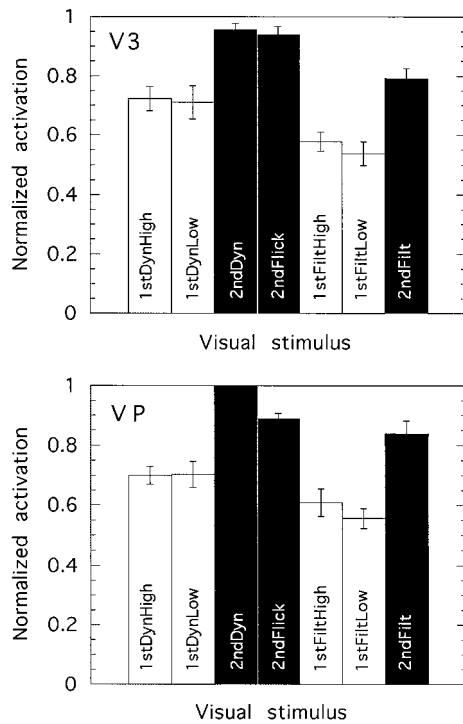 V3
Normalized activation
1
0.8
0.6
0.4
0.2
0
1stDynHigh
1stDynLow
2ndDyn
2ndFlick
1stFiltHigh
1stFiltLow
2ndFilt
Visual stimulus
VP
Normalized activation
1
0.8
0.6
0.4
0.2
0
1stDynHigh
1stDynLow
2ndDyn
2ndFlick
1stFiltHigh
1stFiltLow
2ndFilt
Visual stimulus